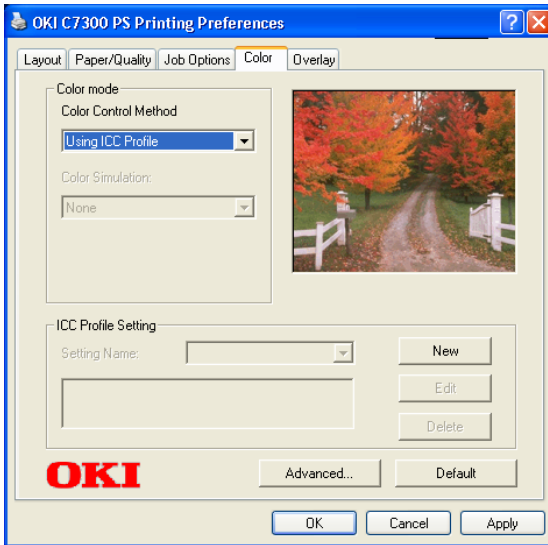 OKI C7300 PS Printing Preferences
Layout Paper/Quality Job Options Color Overlay
Color mode
Color Control Method
Using ICC Profile
Color Simulation:
None
ICC Profile Setting
Setting Name:
New
Edit
Delete
OKI
Advanced... Default
OK Cancel Apply